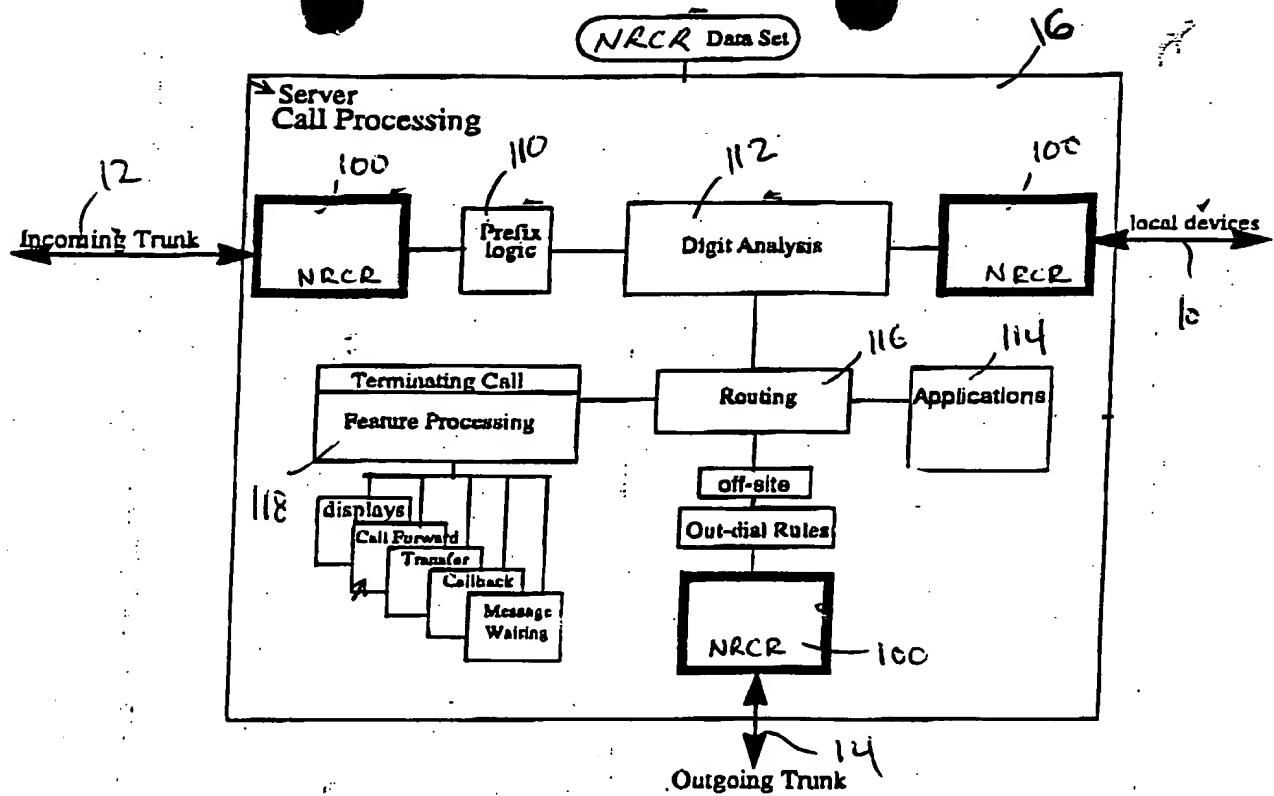 NRCR Data Set
16
Server
Call Processing
12
100
110
112
100
Incoming Trunk
local devices
Prefix
logic
Digit Analysis
NRCR
NRCR
10
116
114
Terminating Call
Routing
Applications
Feature Processing
118
off-site
displays
Out-dial Rules
Call Forward
Transfer
Callback
Message
Waiting
NRCR
100
14
Outgoing Trunk